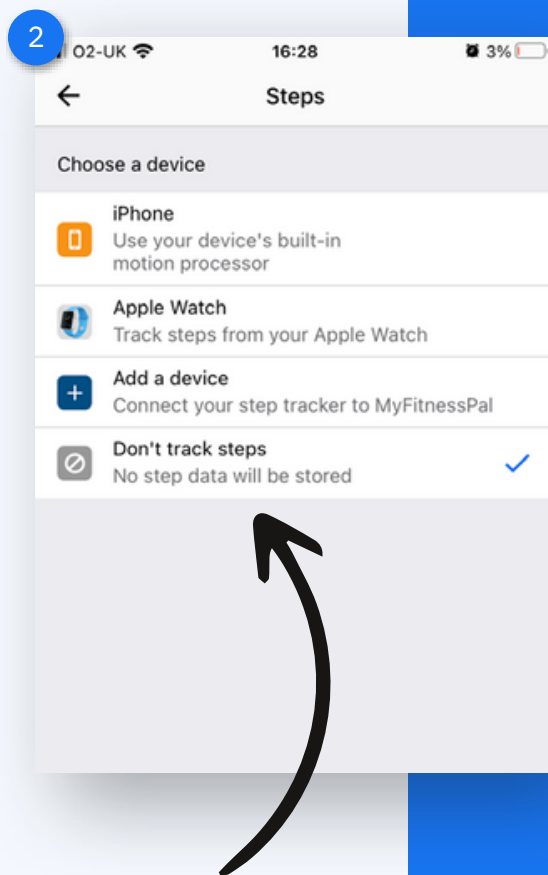 2
O2-UK 16:28 3%
Steps
Choose a device
iPhone
Use your device's built-in
motion processor
Apple Watch
Track steps from your Apple Watch
Add a device
Connect your step tracker to MyFitnessPal
Don't track steps
No step data will be stored